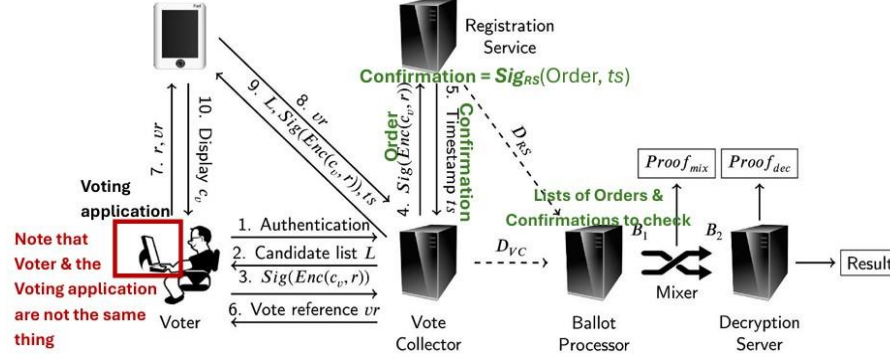 Registration
Service
Confirmation = SigRS(Order, ts)
8. vr
9. L, Sig(Enc(cv, r)), ts
10. Display cv
7. r, vr
Order
4. Sig(Enc(cv, r))
5. Timestamp ts
Confirmation
DRS
Proofmix
Proofdec
Voting
application
Lists of Orders &
Confirmations to check
1. Authentication
2. Candidate list L
3. Sig(Enc(cv, r))
6. Vote reference vr
Note that
Voter & the
Voting application
are not the same
thing
DVC
B1
B2
Result
Mixer
Voter
Vote
Collector
Ballot
Processor
Decryption
Server